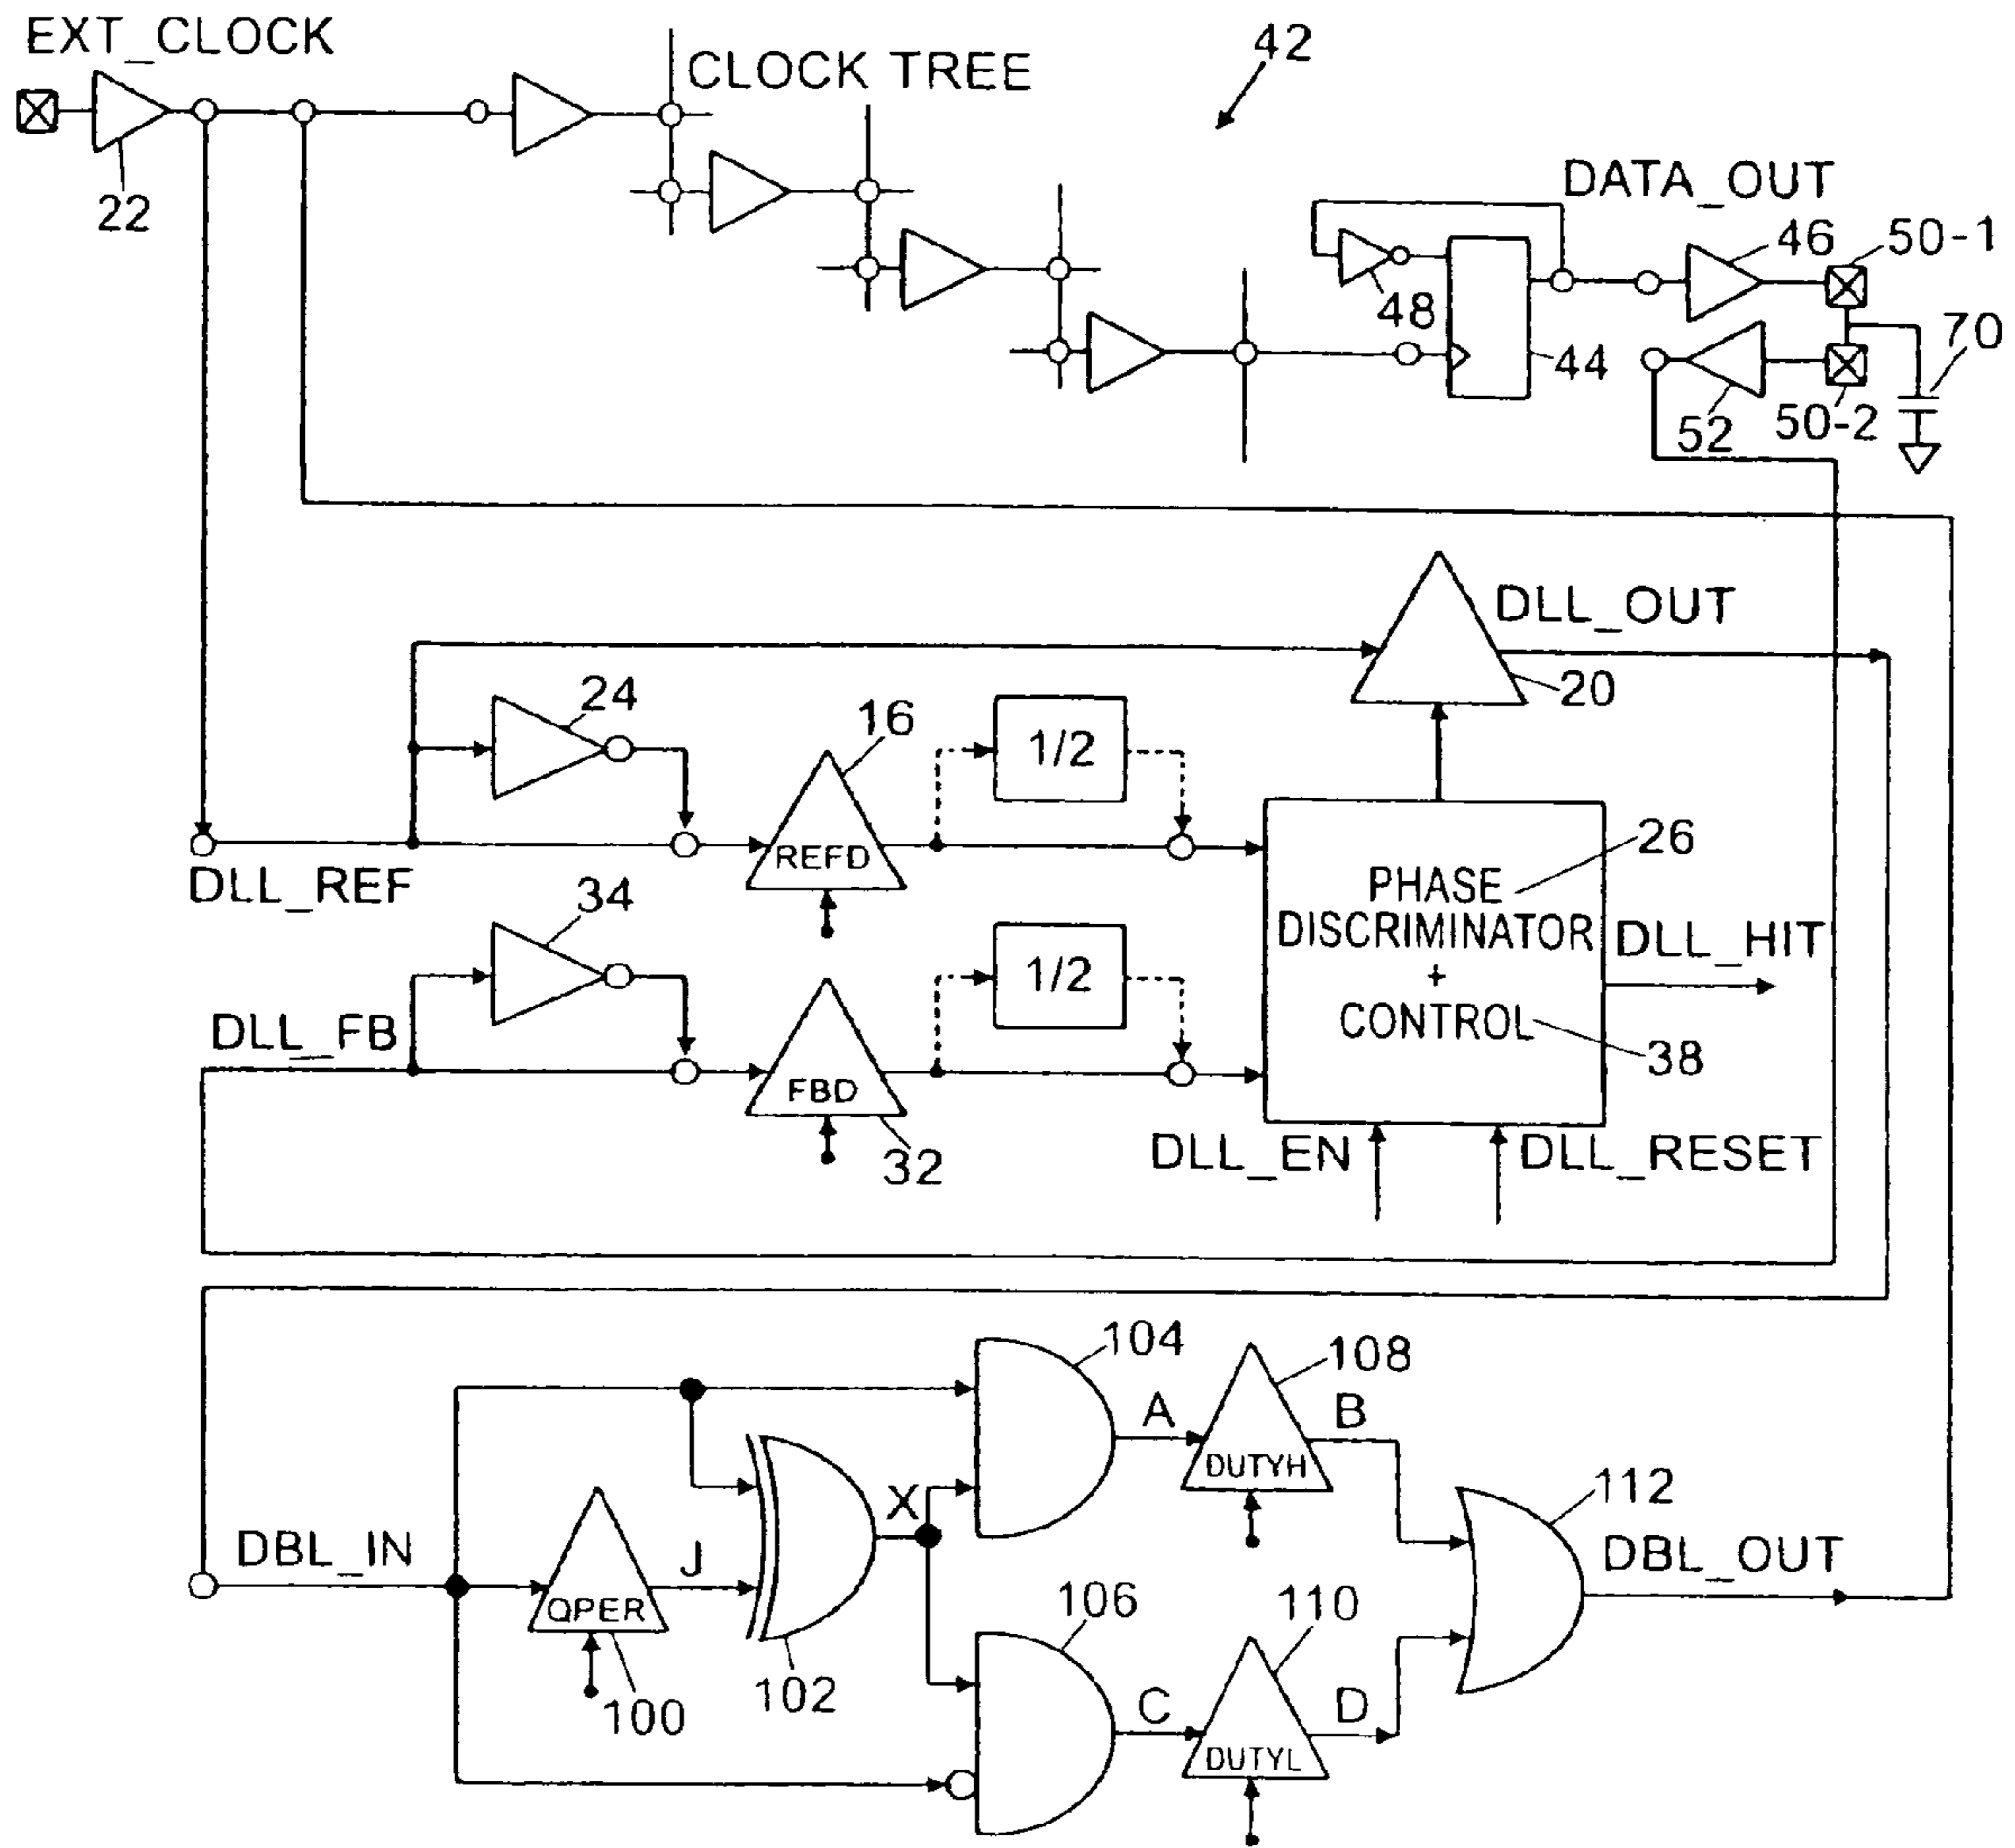 EXT_CLOCK
CLOCK TREE
42
22
DATA_OUT
46
50-1
48
44
70
52
50-2
DLL_OUT
20
24
16
1/2
REFD
DLL_REF
PHASE
DISCRIMINATOR
+
CONTROL
26
38
34
DLL_HIT
1/2
DLL_FB
FBD
32
DLL_EN
DLL_RESET
104
108
A
B
DUTYH
X
112
DBL_IN
J
DBL_OUT
QPER
106
110
102
100
C
D
DUTYL